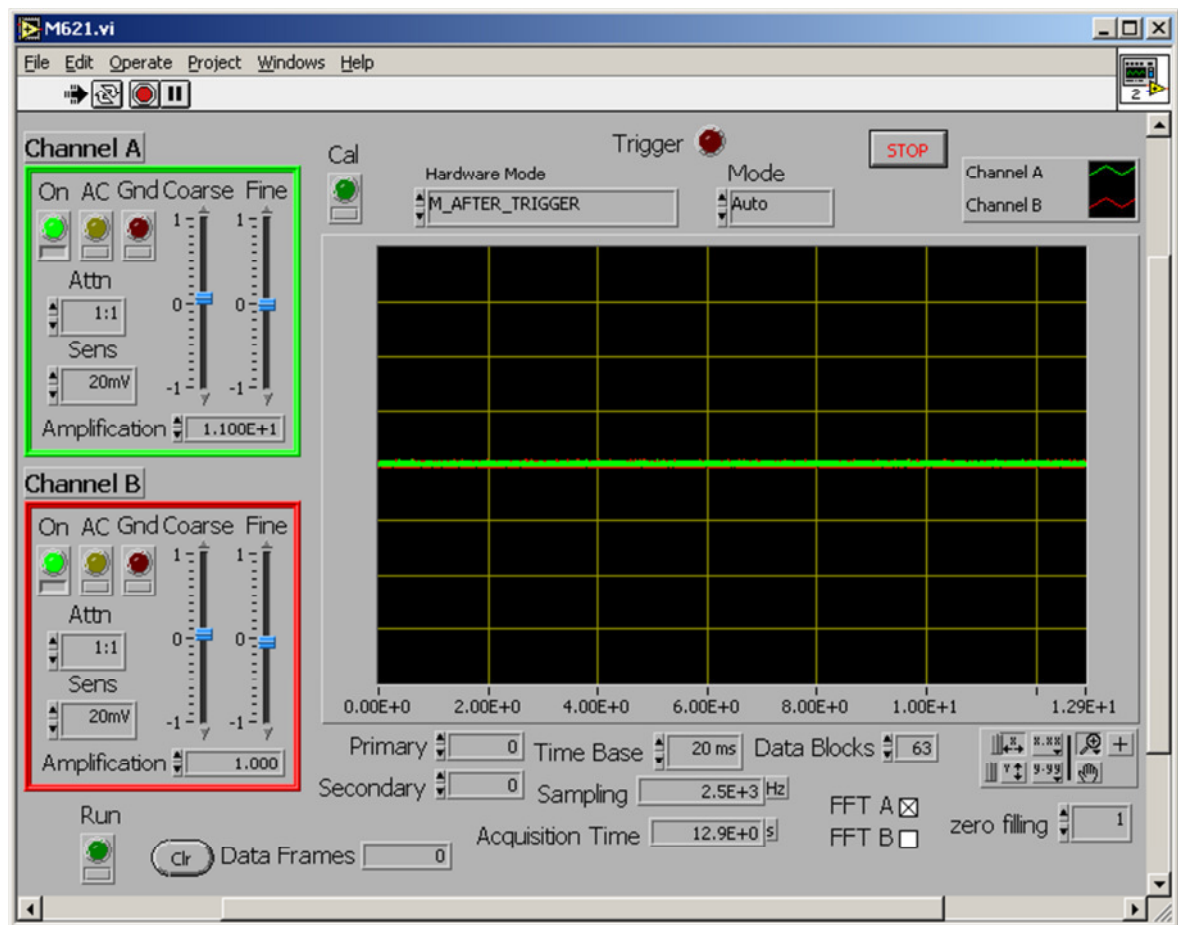 M621.vi
File Edit Operate Project Windows Help
2
Channel A
On AC Gnd Coarse Fine
1 1
0 0
-1 -1
Attn
1:1
Sens
20mV
Amplification 1.100E+1
Channel B
On AC Gnd Coarse Fine
1 1
0 0
-1 -1
Attn
1:1
Sens
20mV
Amplification 1.000
Run
Clr Data Frames 0
Cal
Trigger
STOP
Hardware Mode
M_AFTER_TRIGGER
Mode
Auto
Channel A
Channel B
0.00E+0 2.00E+0 4.00E+0 6.00E+0 8.00E+0 1.00E+1 1.29E+1
Primary 0 Time Base 20 ms Data Blocks 63
Secondary 0 Sampling 2.5E+3 Hz
Acquisition Time 12.9E+0 s
FFT A
FFT B
X x.xx
Y y.yy
zero filling 1